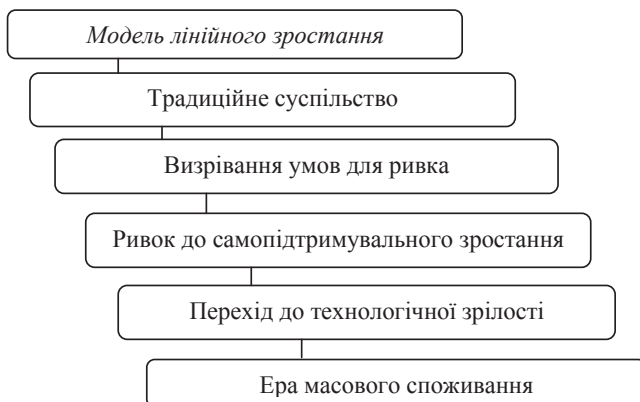 Модель лінійного зростання
Традиційне суспільство
Визрівання умов для ривка
Ривок до самопідтримувального зростання
Перехід до технологічної зрілості
Ера масового споживання